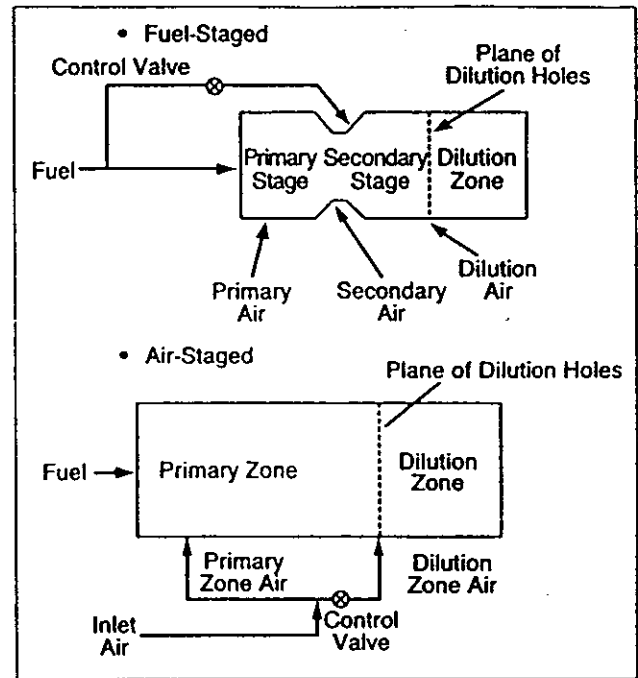 • Fuel-Staged
Control Valve
Plane of
Dilution Holes
Fuel
Primary
Stage
Secondary
Stage
Dilution
Zone
Primary
Air
Secondary
Air
Dilution
Air
• Air-Staged
Plane of Dilution Holes
Fuel
Primary Zone
Dilution
Zone
Primary
Zone Air
Dilution
Zone Air
Inlet
Air
Control
Valve